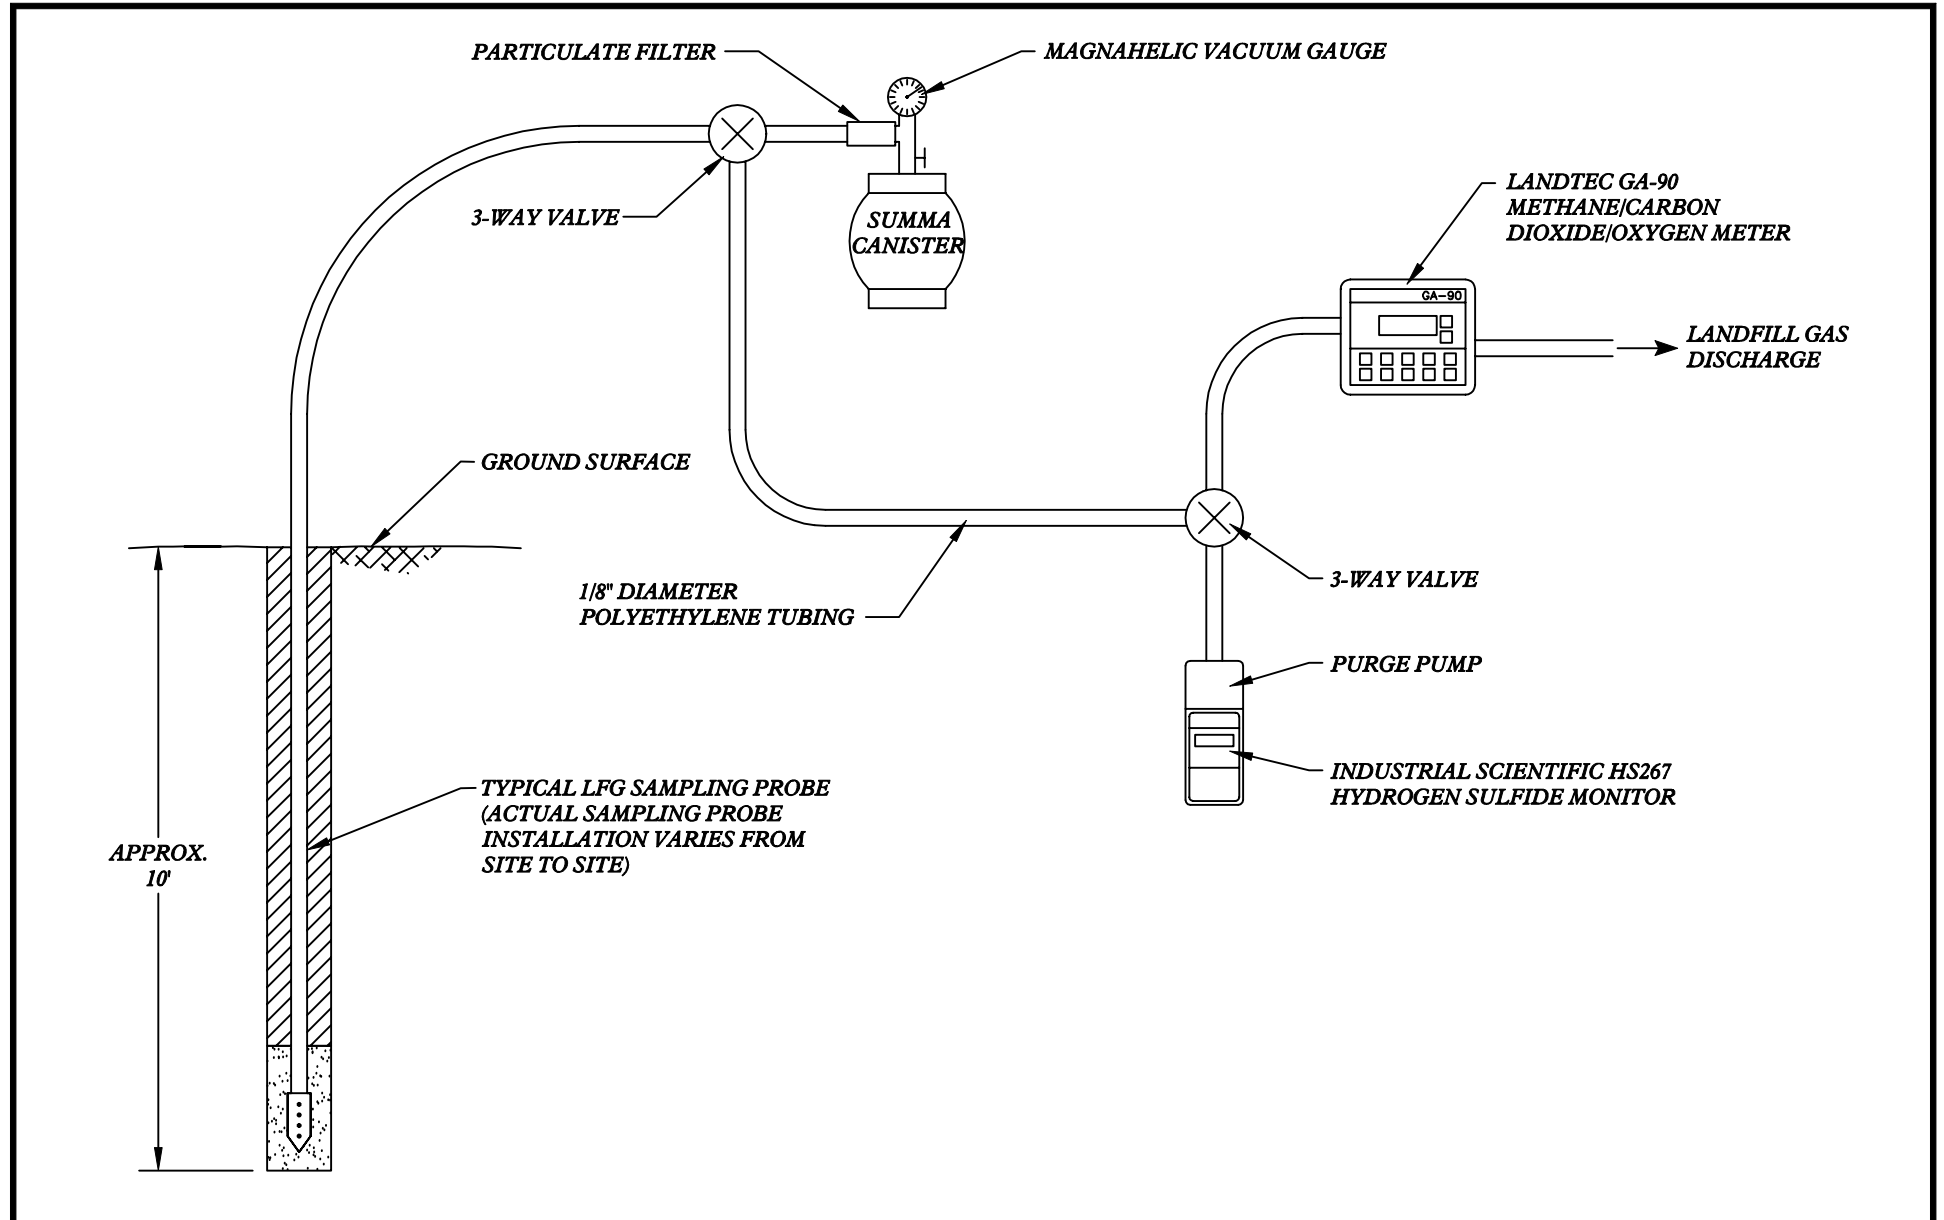 PARTICULATE FILTER
MAGNAHELIC VACUUM GAUGE
3-WAY VALVE
SUMMA
CANISTER
LANDTEC GA-90
METHANE/CARBON
DIOXIDE/OXYGEN METER
GA-90
LANDFILL GAS
DISCHARGE
GROUND SURFACE
1/8" DIAMETER
POLYETHYLENE TUBING
3-WAY VALVE
PURGE PUMP
INDUSTRIAL SCIENTIFIC HS267
HYDROGEN SULFIDE MONITOR
TYPICAL LFG SAMPLING PROBE
(ACTUAL SAMPLING PROBE
INSTALLATION VARIES FROM
SITE TO SITE)
APPROX.
10'